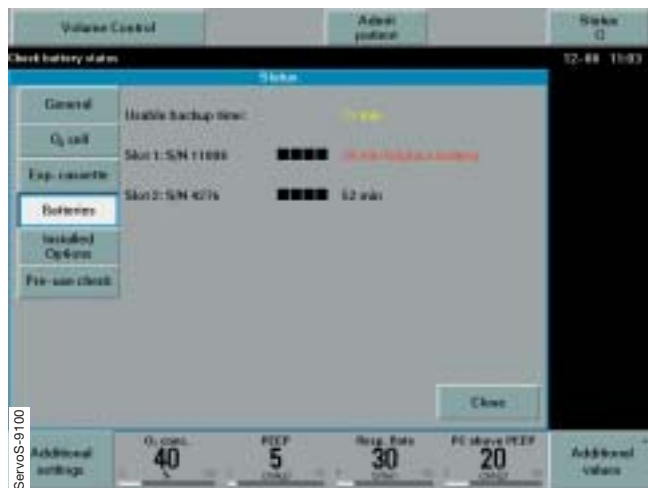 Volume Control
Admit
patient
Status
Check battery status
12-08 11:03
Status
General
Usable backup time:
O₂ cell
Slot 1: S/N 11008
Exp. cassette
Slot 2: S/N 4276 52 min
Batteries
Installed
Options
Pre-use check
Close
ServoS-9100
Additional
settings
O₂ conc.
40
%
PEEP
5
Resp. Rate
30
PC above PEEP
20
Additional
values